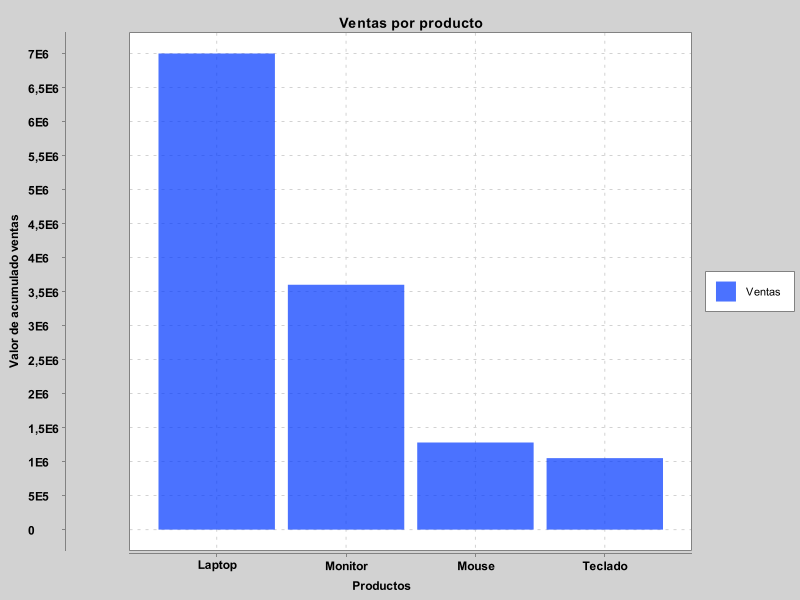 Ventas por producto
Valor de acumulado ventas
7E6
6,5E6
6E6
5,5E6
5E6
4,5E6
4E6
3,5E6
3E6
2,5E6
2E6
1,5E6
1E6
5E5
0
Laptop
Monitor
Mouse
Teclado
Productos
Ventas